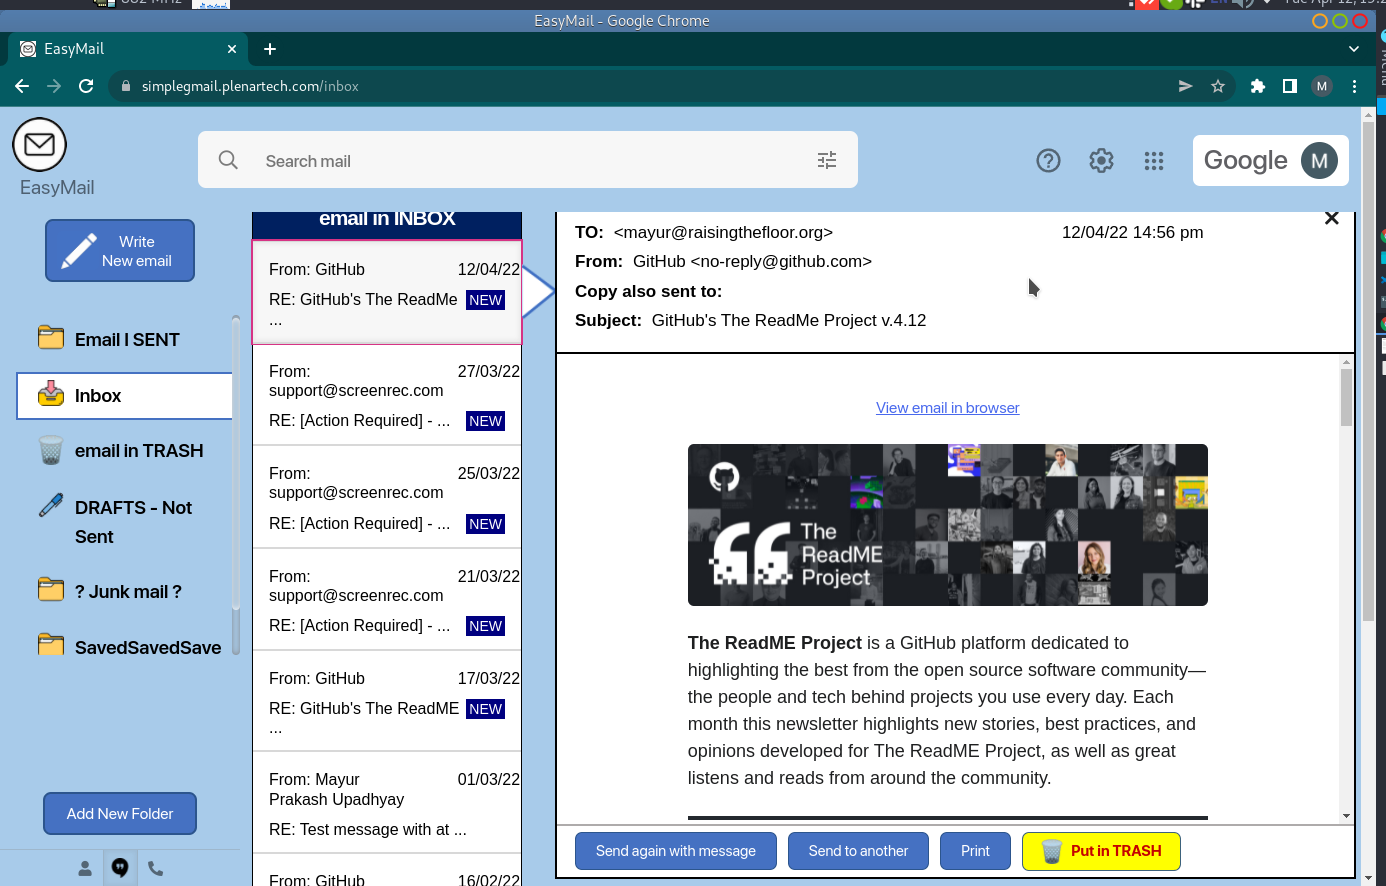 EasyMail - Google Chrome
EasyMail
simplegmail.plenartech.com/inbox
M
EasyMail
Search mail
Google M
Write
New email
Email I SENT
Inbox
email in TRASH
DRAFTS - Not
Sent
? Junk mail ?
SavedSavedSave
Add New Folder
email in INBOX
From: GitHub 12/04/22
RE: GitHub's The ReadMe NEW
...
From: 27/03/22
support@screenrec.com
RE: [Action Required] - ... NEW
From: 25/03/22
support@screenrec.com
RE: [Action Required] - ... NEW
From: 21/03/22
support@screenrec.com
RE: [Action Required] - ... NEW
From: GitHub 17/03/22
RE: GitHub's The ReadME NEW
...
From: Mayur 01/03/22
Prakash Upadhyay
RE: Test message with at ...
From: GitHub 16/02/22
TO: <mayur@raisingthefloor.org> 12/04/22 14:56 pm
From: GitHub <no-reply@github.com>
Copy also sent to:
Subject: GitHub's The ReadMe Project v.4.12
View email in browser
The
ReadME
Project
The ReadME Project is a GitHub platform dedicated to
highlighting the best from the open source software community—
the people and tech behind projects you use every day. Each
month this newsletter highlights new stories, best practices, and
opinions developed for The ReadME Project, as well as great
listens and reads from around the community.
Send again with message
Send to another
Print
Put in TRASH